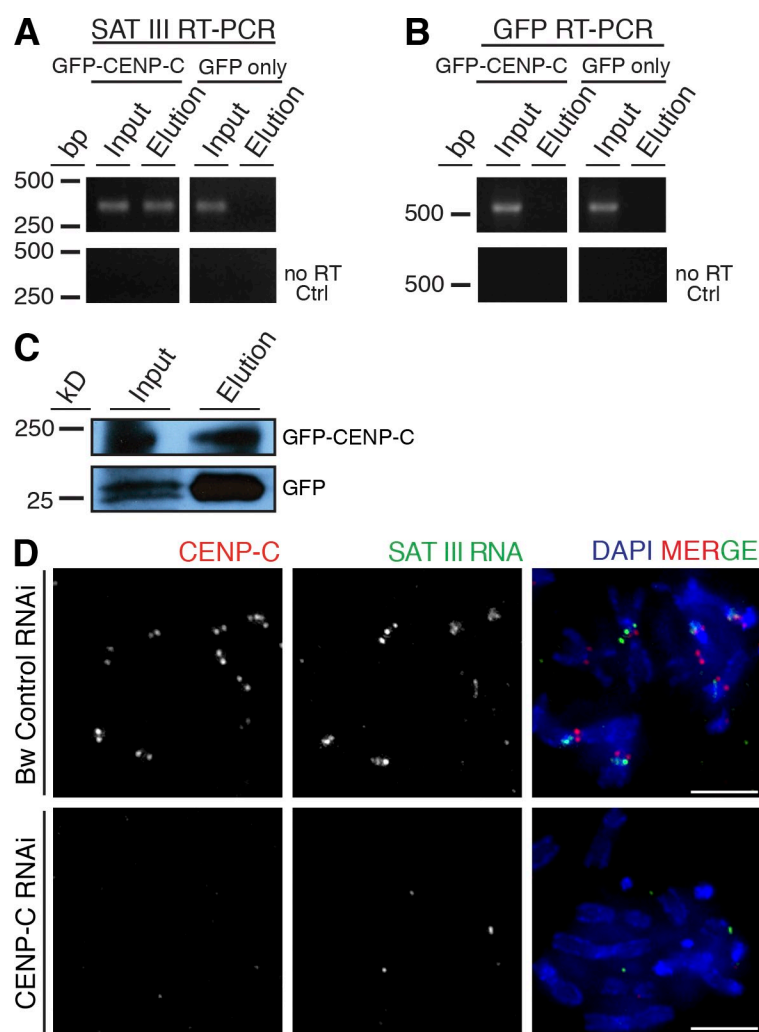 A
SAT III RT-PCR
GFP-CENP-C
GFP only
bp
Input
Elution
Input
Elution
500
250
500
250
no RT
Ctrl
B
GFP RT-PCR
GFP-CENP-C
GFP only
bp
Input
Elution
Input
Elution
500
500
no RT
Ctrl
C
kD
Input
Elution
250
GFP-CENP-C
25
GFP
D
CENP-C
SAT III RNA
DAPI MERGE
Bw Control RNAi
CENP-C RNAi